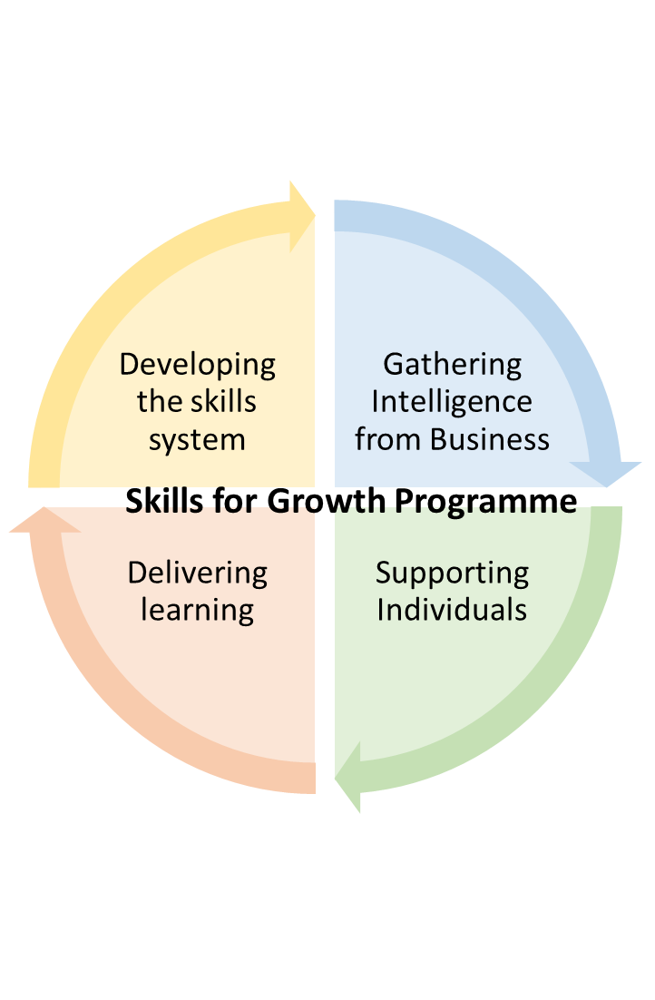 Developing
the skills
system
Gathering
Intelligence
from Business
Skills for Growth Programme
Delivering
learning
Supporting
Individuals